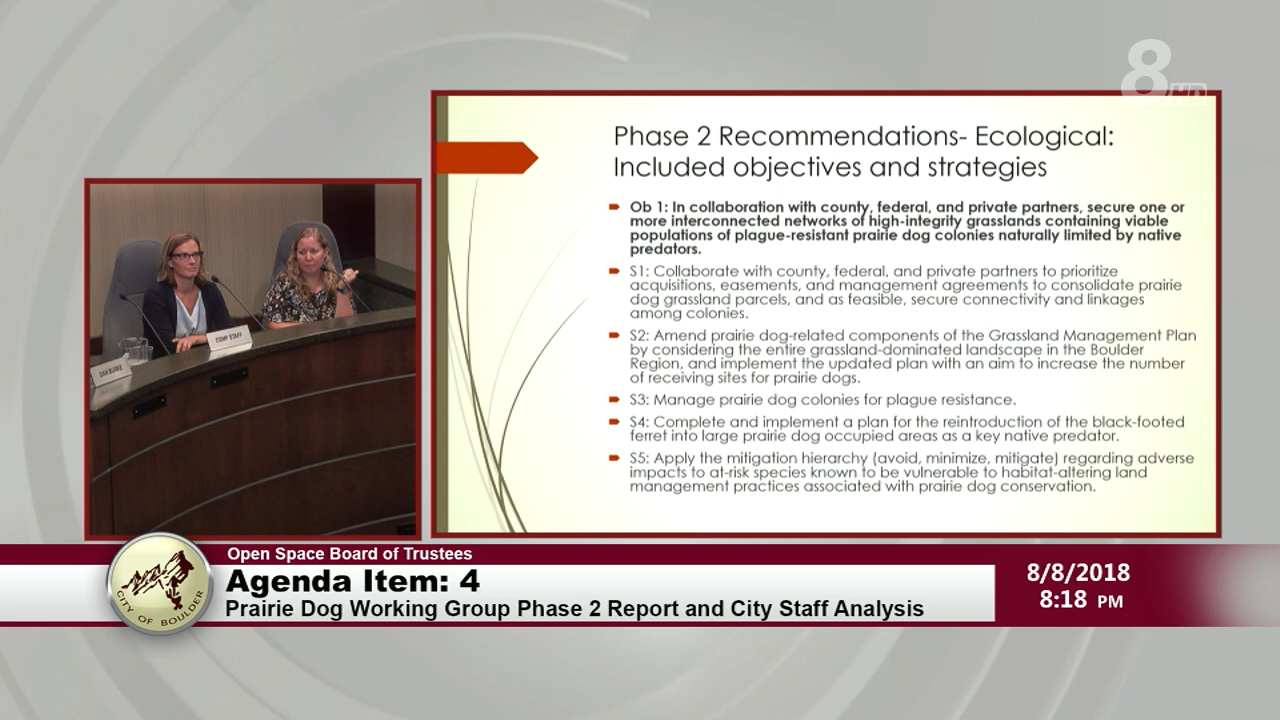 8
HD
Phase 2 Recommendations- Ecological:
Included objectives and strategies
Ob 1: In collaboration with county, federal, and private partners, secure one or
more interconnected networks of high-integrity grasslands containing viable
populations of plague-resistant prairie dog colonies naturally limited by native
predators.
S1: Collaborate with county, federal, and private partners to prioritize
acquisitions, easements, and management agreements to consolidate prairie
dog grassland parcels, and as feasible, secure connectivity and linkages
among colonies.
S2: Amend prairie dog-related components of the Grassland Management Plan
by considering the entire grassland-dominated landscape in the Boulder
Region, and implement the updated plan with an aim to increase the number
of receiving sites for prairie dogs.
S3: Manage prairie dog colonies for plague resistance.
S4: Complete and implement a plan for the reintroduction of the black-footed
ferret into large prairie dog occupied areas as a key native predator.
S5: Apply the mitigation hierarchy (avoid, minimize, mitigate) regarding adverse
impacts to at-risk species known to be vulnerable to habitat-altering land
management practices associated with prairie dog conservation.
OSMP STAFF
DAN BURKE
Open Space Board of Trustees
Agenda Item: 4
Prairie Dog Working Group Phase 2 Report and City Staff Analysis
8/8/2018
8:18 PM
CITY OF BOULDER